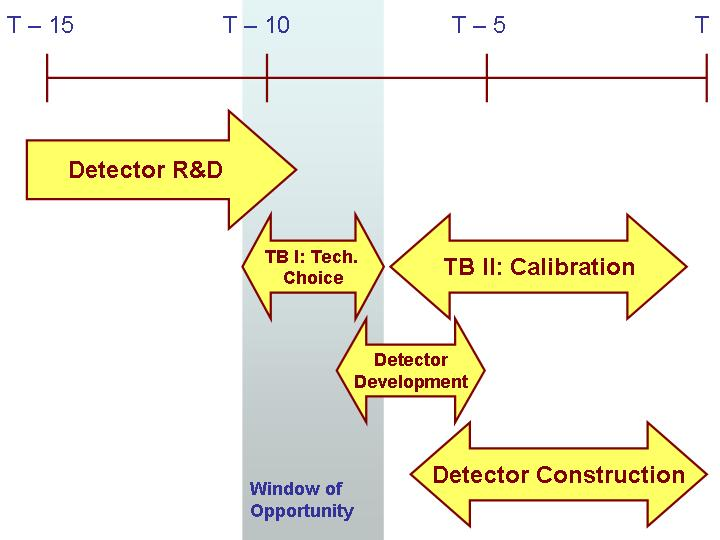 T – 15
T – 10
T – 5
T
Detector R&D
TB I: Tech.
Choice
TB II: Calibration
Detector
Development
Detector Construction
Window of
Opportunity